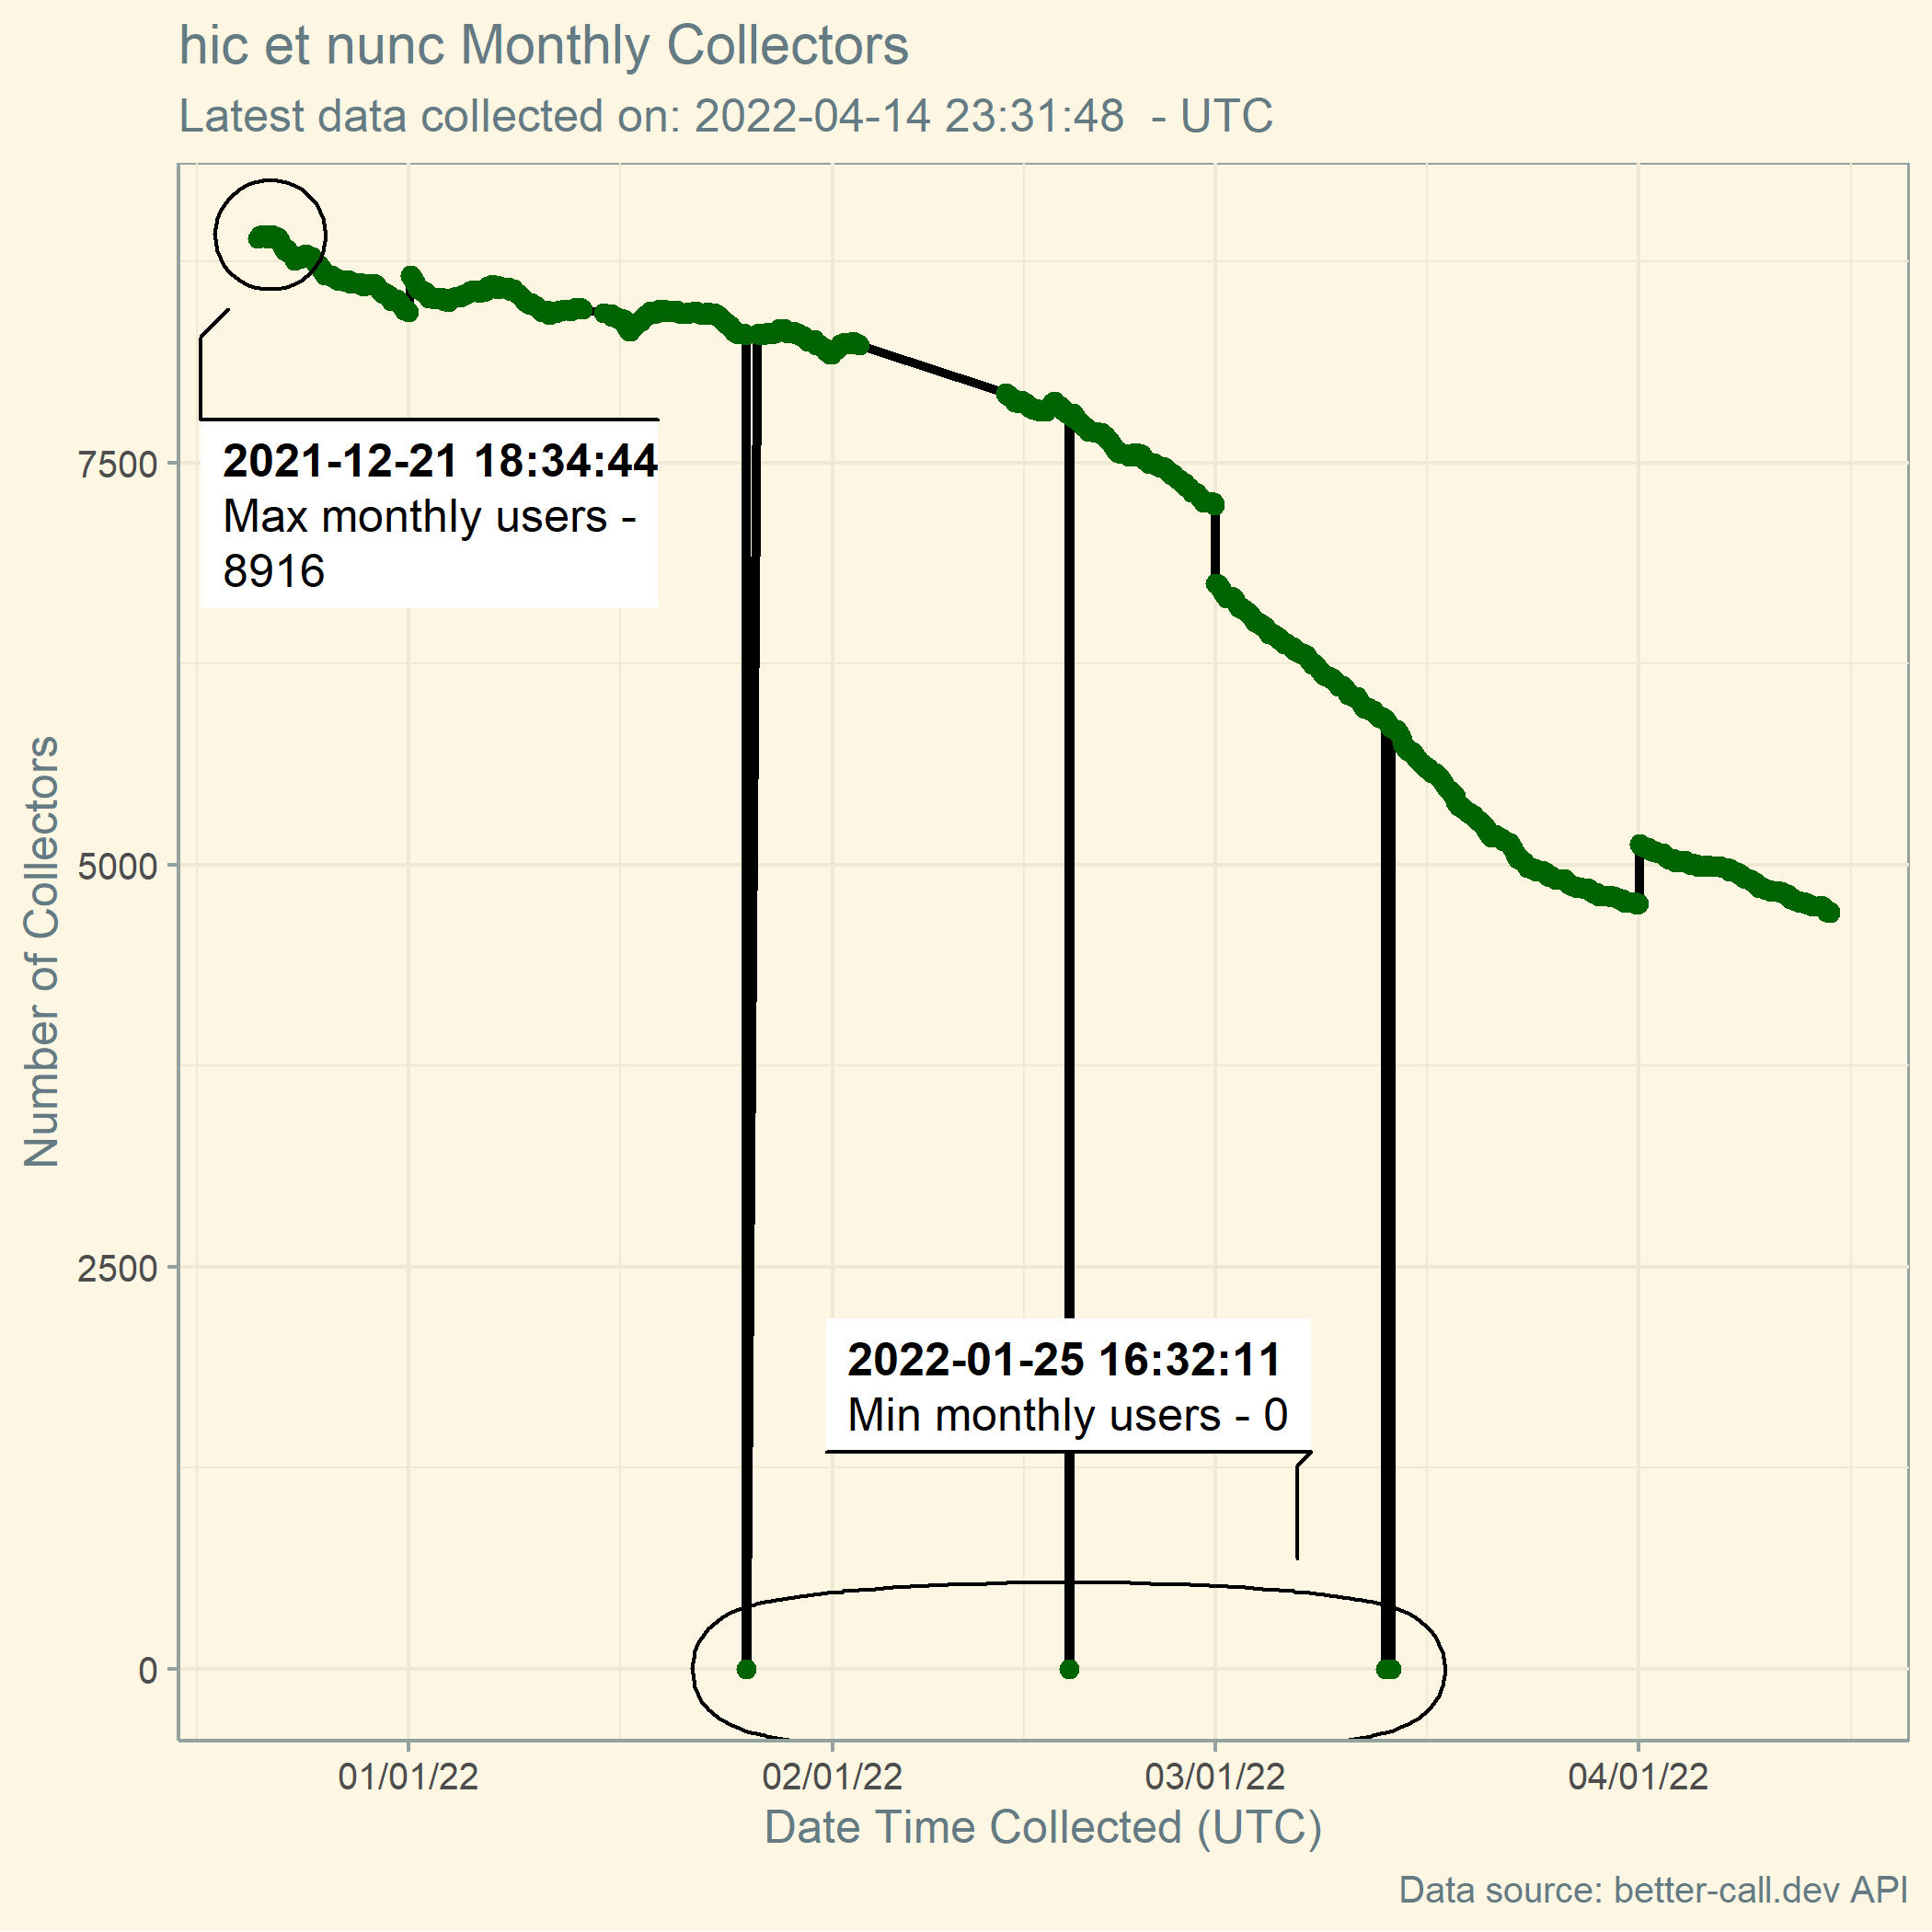 hic et nunc Monthly Collectors
Latest data collected on: 2022-04-14 23:31:48  - UTC
2021-12-21 18:34:44
Max monthly users -
8916
7500
5000
2500
0
Number of Collectors
2022-01-25 16:32:11
Min monthly users - 0
01/01/22 02/01/22 03/01/22 04/01/22
Date Time Collected (UTC)
Data source: better-call.dev API